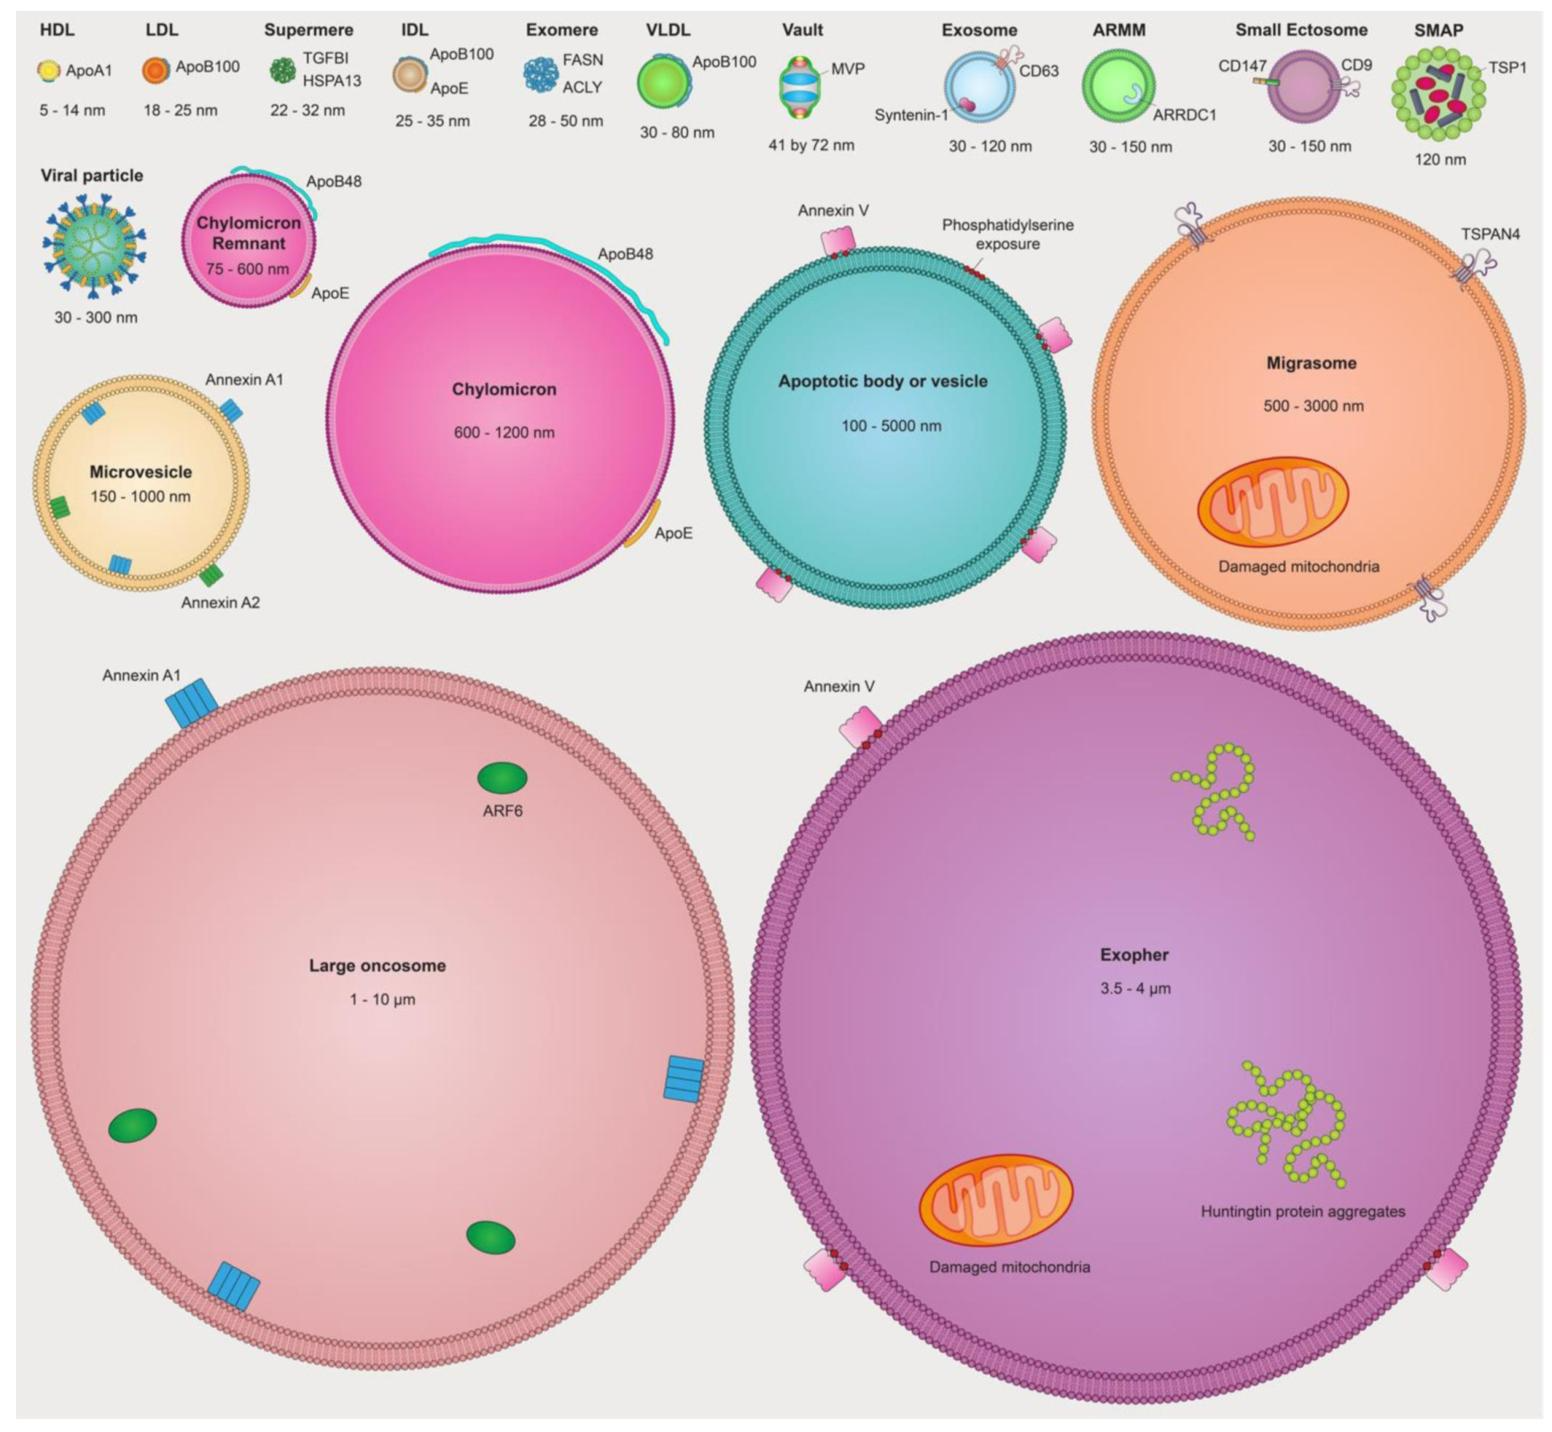 HDL
ApoA1
5 - 14 nm
LDL
ApoB100
18 - 25 nm
Supermere
TGFBI
HSPA13
22 - 32 nm
IDL
ApoB100
ApoE
25 - 35 nm
Exomere
FASN
ACLY
28 - 50 nm
VLDL
ApoB100
30 - 80 nm
Vault
MVP
41 by 72 nm
Exosome
CD63
Syntenin-1
30 - 120 nm
ARMM
ARRDC1
30 - 150 nm
Small Ectosome
CD147
CD9
30 - 150 nm
SMAP
TSP1
120 nm
Viral particle
30 - 300 nm
ApoB48
Chylomicron
Remnant
75 - 600 nm
ApoE
ApoB48
Chylomicron
600 - 1200 nm
ApoE
Annexin V
Phosphatidylserine
exposure
Apoptotic body or vesicle
100 - 5000 nm
TSPAN4
Migrasome
500 - 3000 nm
Damaged mitochondria
Annexin A1
Microvesicle
150 - 1000 nm
Annexin A2
Annexin A1
ARF6
Large oncosome
1 - 10 µm
Annexin V
Exopher
3.5 - 4 µm
Huntingtin protein aggregates
Damaged mitochondria